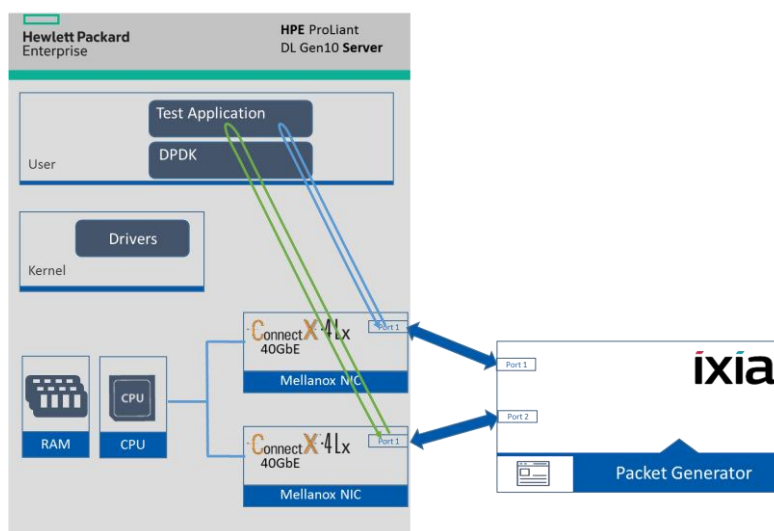 Hewlett Packard
Enterprise
HPE ProLiant
DL Gen10 Server
Test Application
DPDK
User
Drivers
Kernel
ConnectX·4Lx
40GbE
Port 1
Mellanox NIC
RAM
CPU
CPU
ConnectX·4Lx
40GbE
Port 1
Mellanox NIC
ixia
Port 1
Port 2
Packet Generator